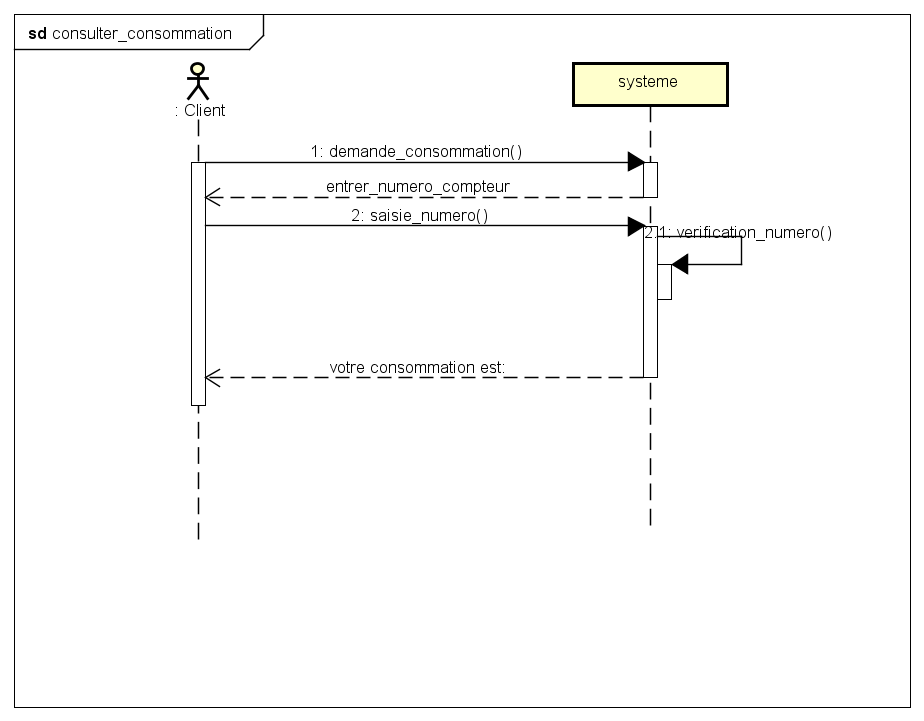 sd consulter_consommation
systeme
: Client
1: demande_consommation()
entrer_numero_compteur
2: saisie_numero()
2.1: verification_numero()
votre consommation est: